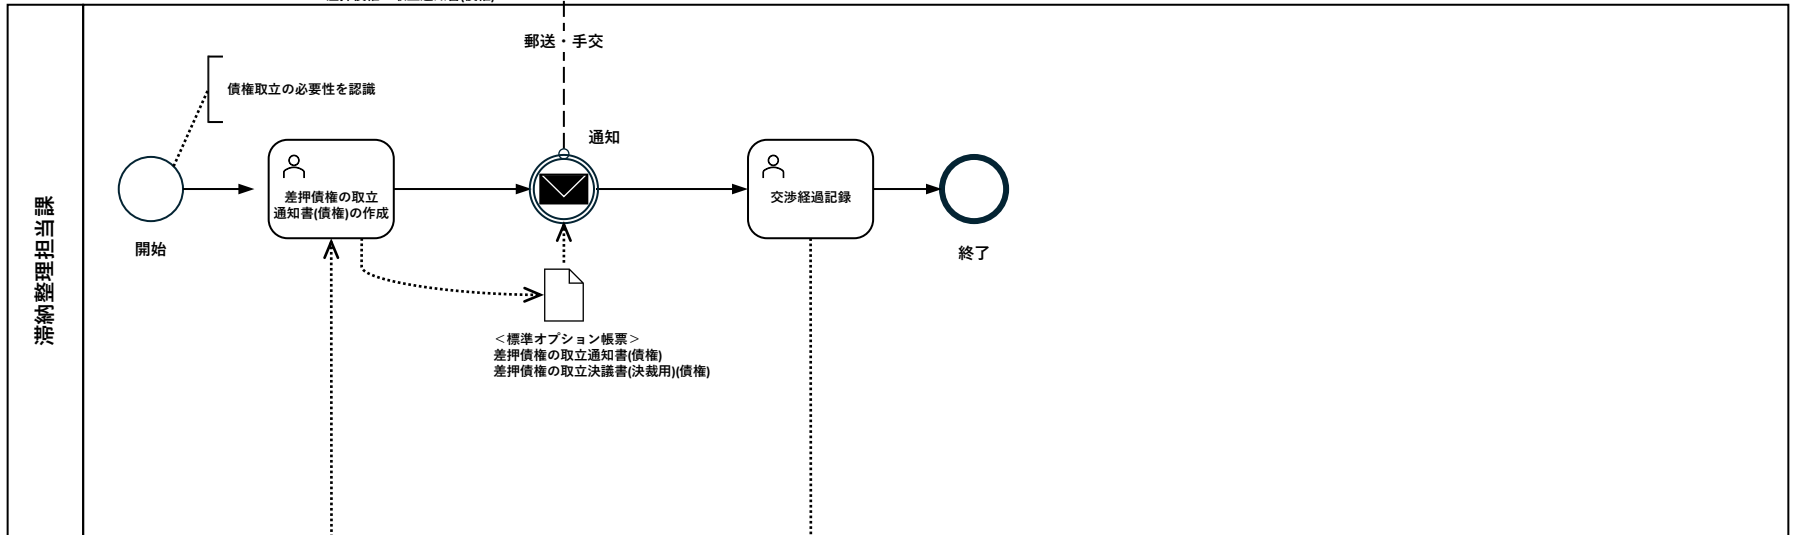 郵送・手交
債権取立の必要性を認識
通知
差押債権の取立
通知書(債権)の作成
交渉経過記録
開始
終了
滞納整理担当課
＜標準オプション帳票＞
差押債権の取立通知書(債権)
差押債権の取立決議書(決裁用)(債権)